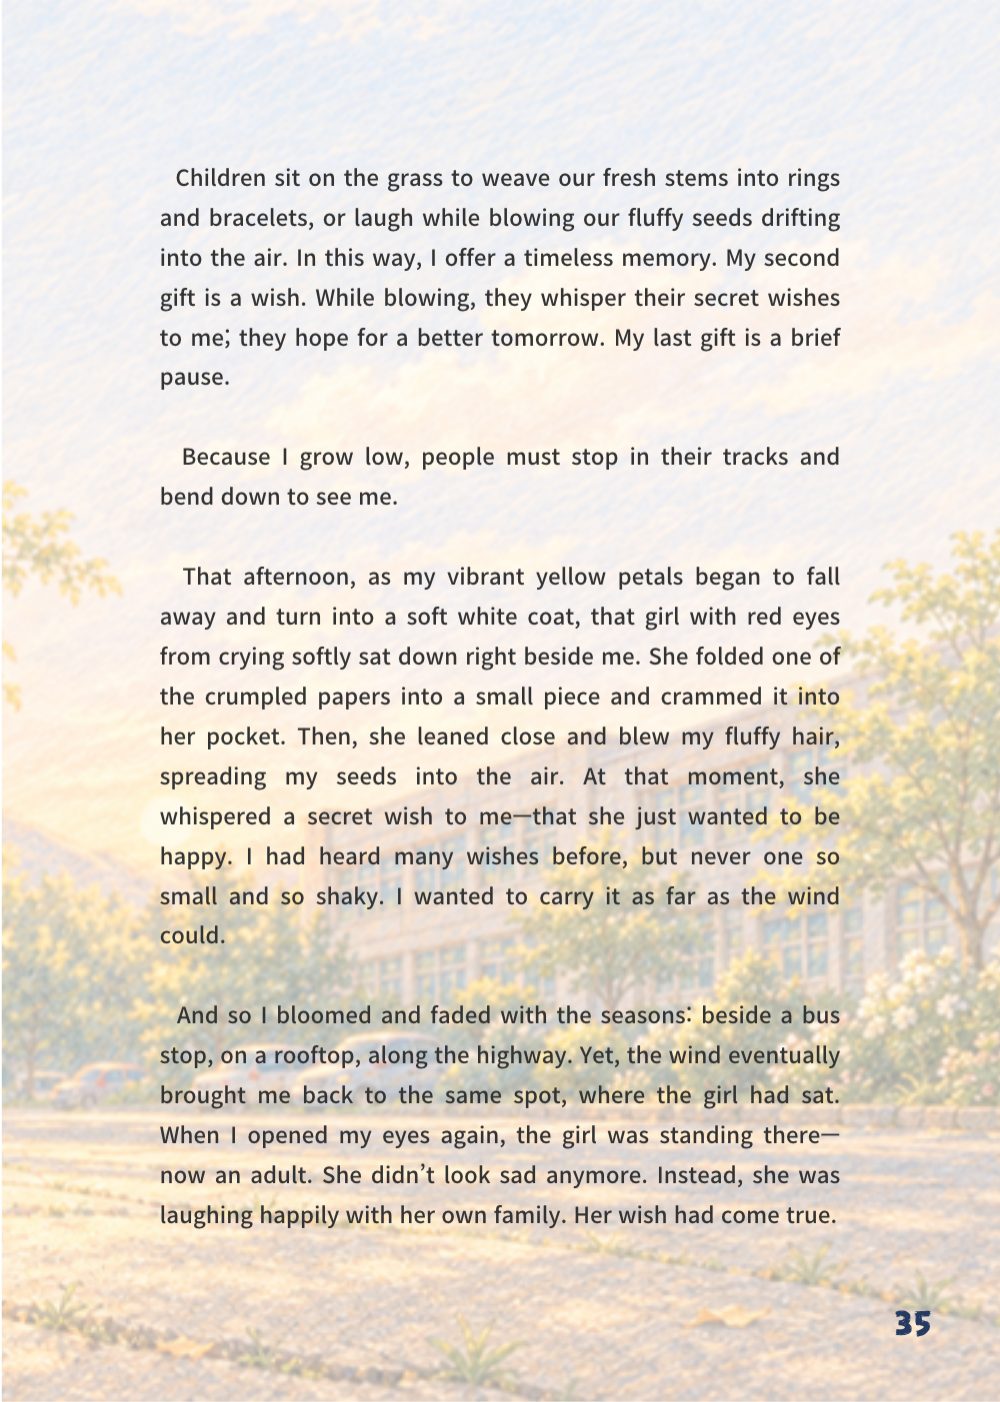 Children sit on the grass to weave our fresh stems into rings
and bracelets, or laugh while blowing our fluffy seeds drifting
into the air. In this way, I offer a timeless memory. My second
gift is a wish. While blowing, they whisper their secret wishes
to me; they hope for a better tomorrow. My last gift is a brief
pause.
Because I grow low, people must stop in their tracks and
bend down to see me.
That afternoon, as my vibrant yellow petals began to fall
away and turn into a soft white coat, that girl with red eyes
from crying softly sat down right beside me. She folded one of
the crumpled papers into a small piece and crammed it into
her pocket. Then, she leaned close and blew my fluffy hair,
spreading my seeds into the air. At that moment, she
whispered a secret wish to me—that she just wanted to be
happy. I had heard many wishes before, but never one so
small and so shaky. I wanted to carry it as far as the wind
could.
And so I bloomed and faded with the seasons: beside a bus
stop, on a rooftop, along the highway. Yet, the wind eventually
brought me back to the same spot, where the girl had sat.
When I opened my eyes again, the girl was standing there—
now an adult. She didn’t look sad anymore. Instead, she was
laughing happily with her own family. Her wish had come true.
35